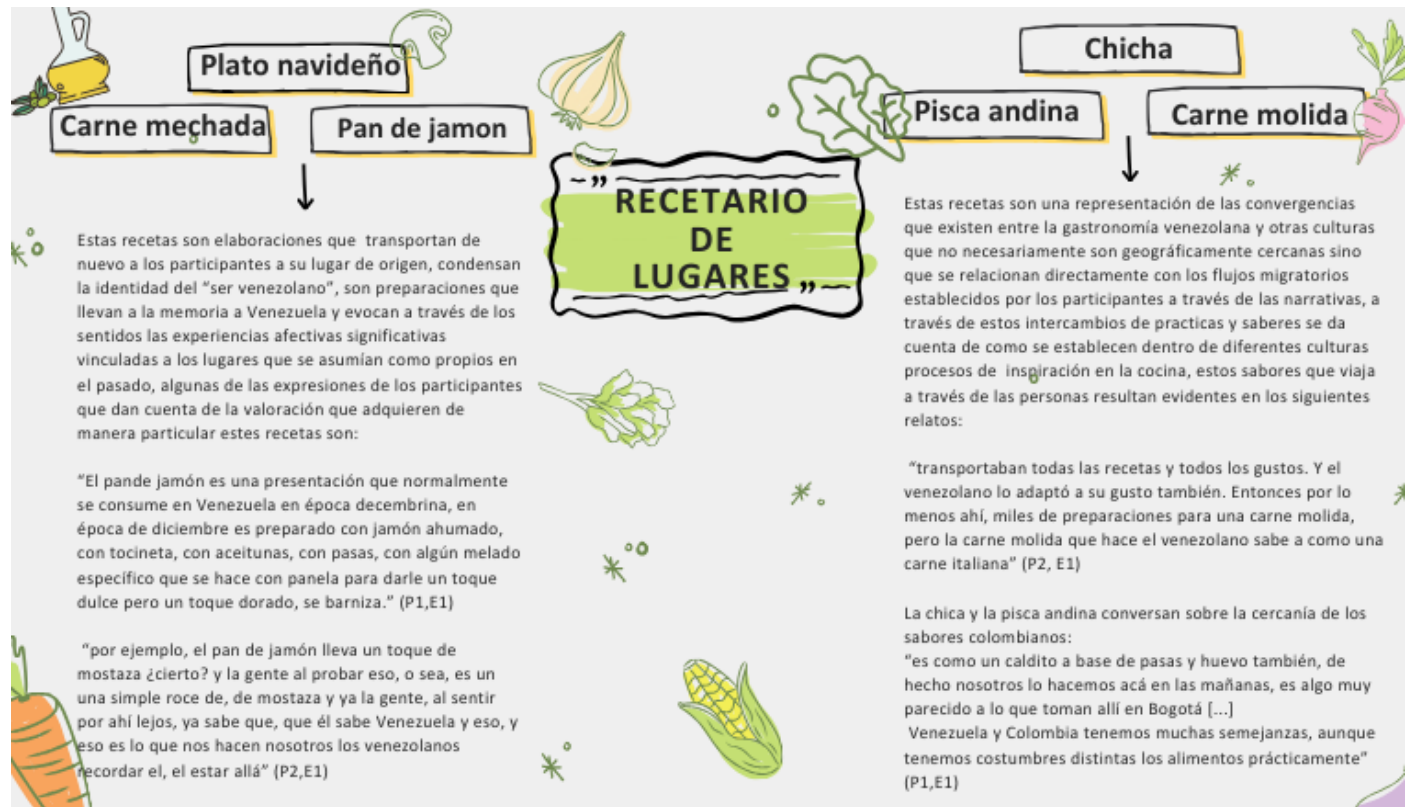 Plato navideño
Carne mechada
Pan de jamon
Estas recetas son elaboraciones que transportan de
nuevo a los participantes a su lugar de origen, condensan
la identidad del “ser venezolano”, son preparaciones que
llevan a la memoria a Venezuela y evocan a través de los
sentidos las experiencias afectivas significativas
vinculadas a los lugares que se asumían como propios en
el pasado, algunas de las expresiones de los participantes
que dan cuenta de la valoración que adquieren de
manera particular estes recetas son:
“El pande jamón es una presentación que normalmente
se consume en Venezuela en época decembrina, en
época de diciembre es preparado con jamón ahumado,
con tocineta, con aceitunas, con pasas, con algún melado
específico que se hace con panela para darle un toque
dulce pero un toque dorado, se barniza.” (P1,E1)
“por ejemplo, el pan de jamón lleva un toque de
mostaza ¿cierto? y la gente al probar eso, o sea, es un
una simple roce de, de mostaza y ya la gente, al sentir
por ahí lejos, ya sabe que, que él sabe Venezuela y eso, y
eso es lo que nos hacen nosotros los venezolanos
recordar el, el estar allá” (P2,E1)
”
RECETARIO
DE
LUGARES
”
Chicha
Pisca andina
Carne molida
Estas recetas son una representación de las convergencias
que existen entre la gastronomía venezolana y otras culturas
que no necesariamente son geográficamente cercanas sino
que se relacionan directamente con los flujos migratorios
establecidos por los participantes a través de las narrativas, a
través de estos intercambios de practicas y saberes se da
cuenta de como se establecen dentro de diferentes culturas
procesos de inspiración en la cocina, estos sabores que viaja
a través de las personas resultan evidentes en los siguientes
relatos:
“transportaban todas las recetas y todos los gustos. Y el
venezolano lo adaptó a su gusto también. Entonces por lo
menos ahí, miles de preparaciones para una carne molida,
pero la carne molida que hace el venezolano sabe a como una
carne italiana” (P2, E1)
La chica y la pisca andina conversan sobre la cercanía de los
sabores colombianos:
“es como un caldito a base de pasas y huevo también, de
hecho nosotros lo hacemos acá en las mañanas, es algo muy
parecido a lo que toman allí en Bogotá [...]
Venezuela y Colombia tenemos muchas semejanzas, aunque
tenemos costumbres distintas los alimentos prácticamente”
(P1,E1)